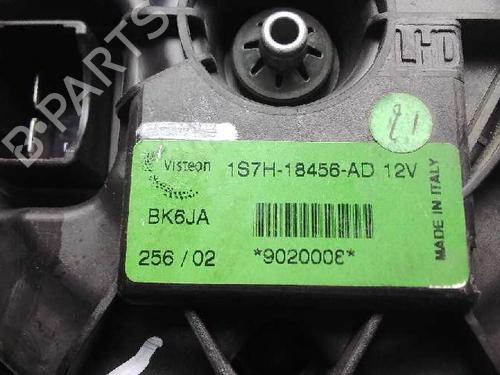 B-PARTS
LHD
21
Visteon
1S7H-18456-AD 12V
BK6JA
256 / 02
*9020008*
MADE IN ITALY